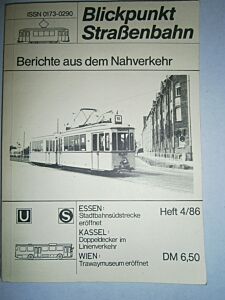 ISSN 0173-0290
Blickpunkt
Straßenbahn
Berichte aus dem Nahverkehr
U
S
ESSEN:
Stadtbahnsüdstrecke
eröffnet
KASSEL:
Doppeldecker im
Linienverkehr
WIEN:
Trawaymuseum eröffnet
Heft 4/86
DM 6,50